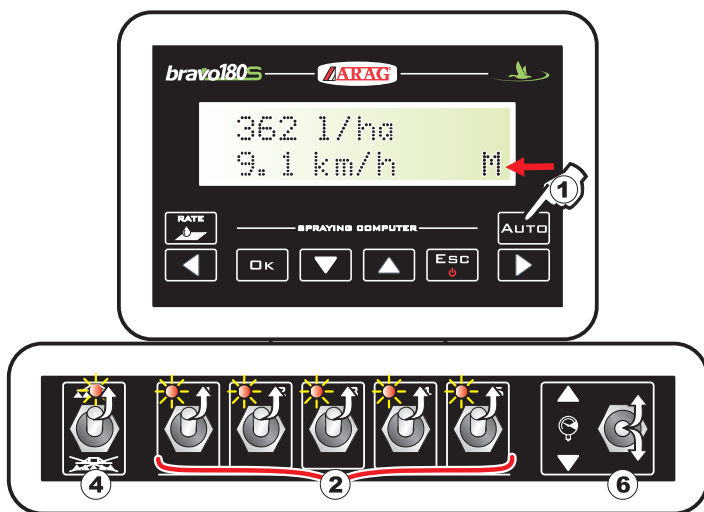 bravo180S
ARAG
362 l/ha
9.1 km/h M
1
RATE
SPRAYING COMPUTER
AUTO
OK
ESC
2
4
6